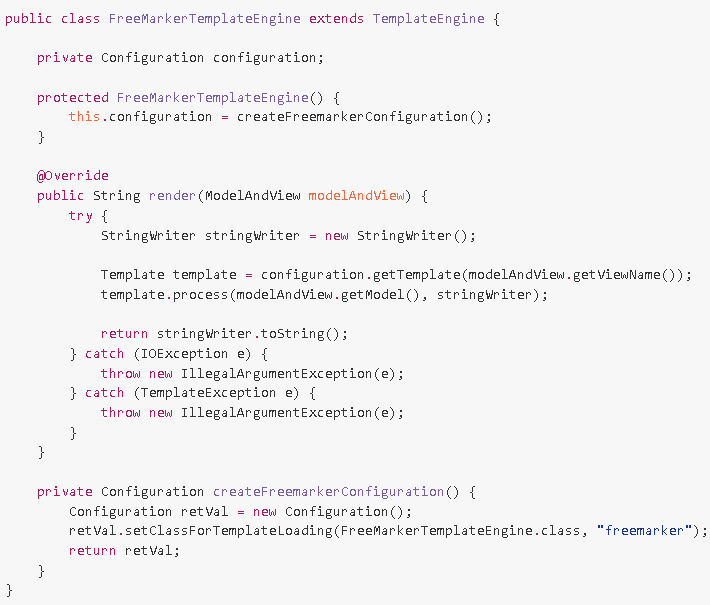 public class FreeMarkerTemplateEngine extends TemplateEngine {
private Configuration configuration;
protected FreeMarkerTemplateEngine() {
this.configuration = createFreemarkerConfiguration();
}
@Override
public String render(ModelAndView modelAndView) {
try {
StringWriter stringWriter = new StringWriter();
Template template = configuration.getTemplate(modelAndView.getViewName());
template.process(modelAndView.getModel(), stringWriter);
return stringWriter.toString();
} catch (IOException e) {
throw new IllegalArgumentException(e);
} catch (TemplateException e) {
throw new IllegalArgumentException(e);
}
}
private Configuration createFreemarkerConfiguration() {
Configuration retVal = new Configuration();
retVal.setClassForTemplateLoading(FreeMarkerTemplateEngine.class, "freemarker");
return retVal;
}
}